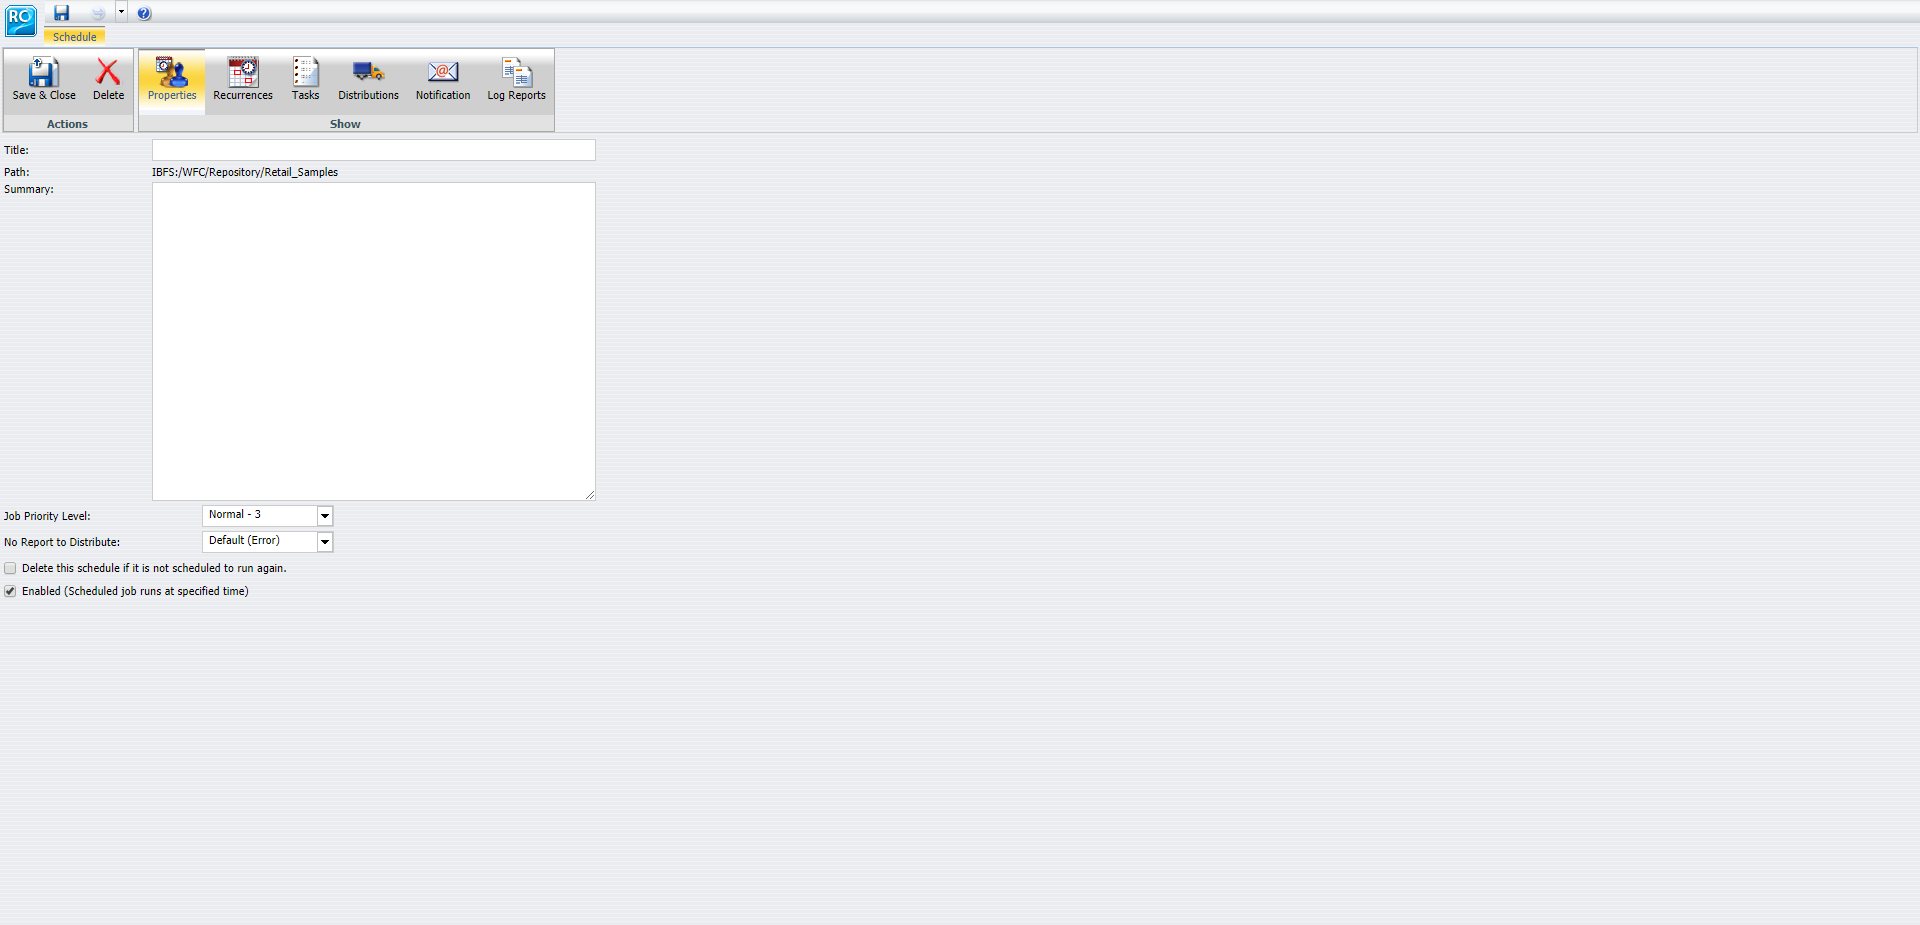 RO
Schedule
Save & Close Delete Properties Recurrences Tasks Distributions Notification Log Reports
Actions Show
Title:
Path: IBFS:/WFC/Repository/Retail_Samples
Summary:
Job Priority Level: Normal - 3
No Report to Distribute: Default (Error)
Delete this schedule if it is not scheduled to run again.
Enabled (Scheduled job runs at specified time)